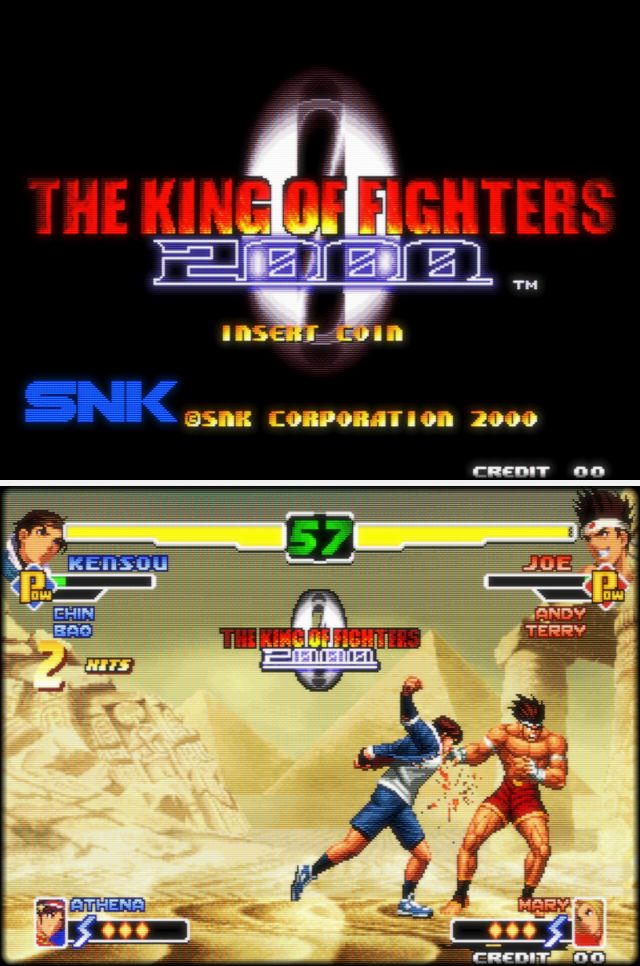 THE KING OF FIGHTERS
2000
TM
INSERT COIN
SNK
©SNK CORPORATION 2000
CREDIT 00
57
KENSOU
JOE
POW
POW
CHIN
BAO
ANDY
TERRY
2 HITS
THE KING OF FIGHTERS
2000
ATHENA
MARY
CREDIT 00